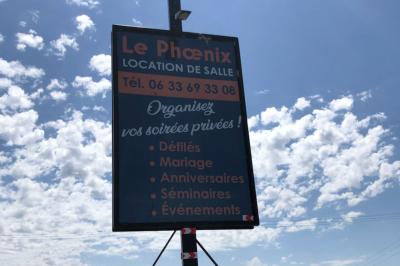 Le Phœnix
LOCATION DE SALLE
Tél. 06 33 69 33 08
Organisez
vos soirées privées !
• Défilés
• Mariage
• Anniversaires
• Séminaires
• Événements